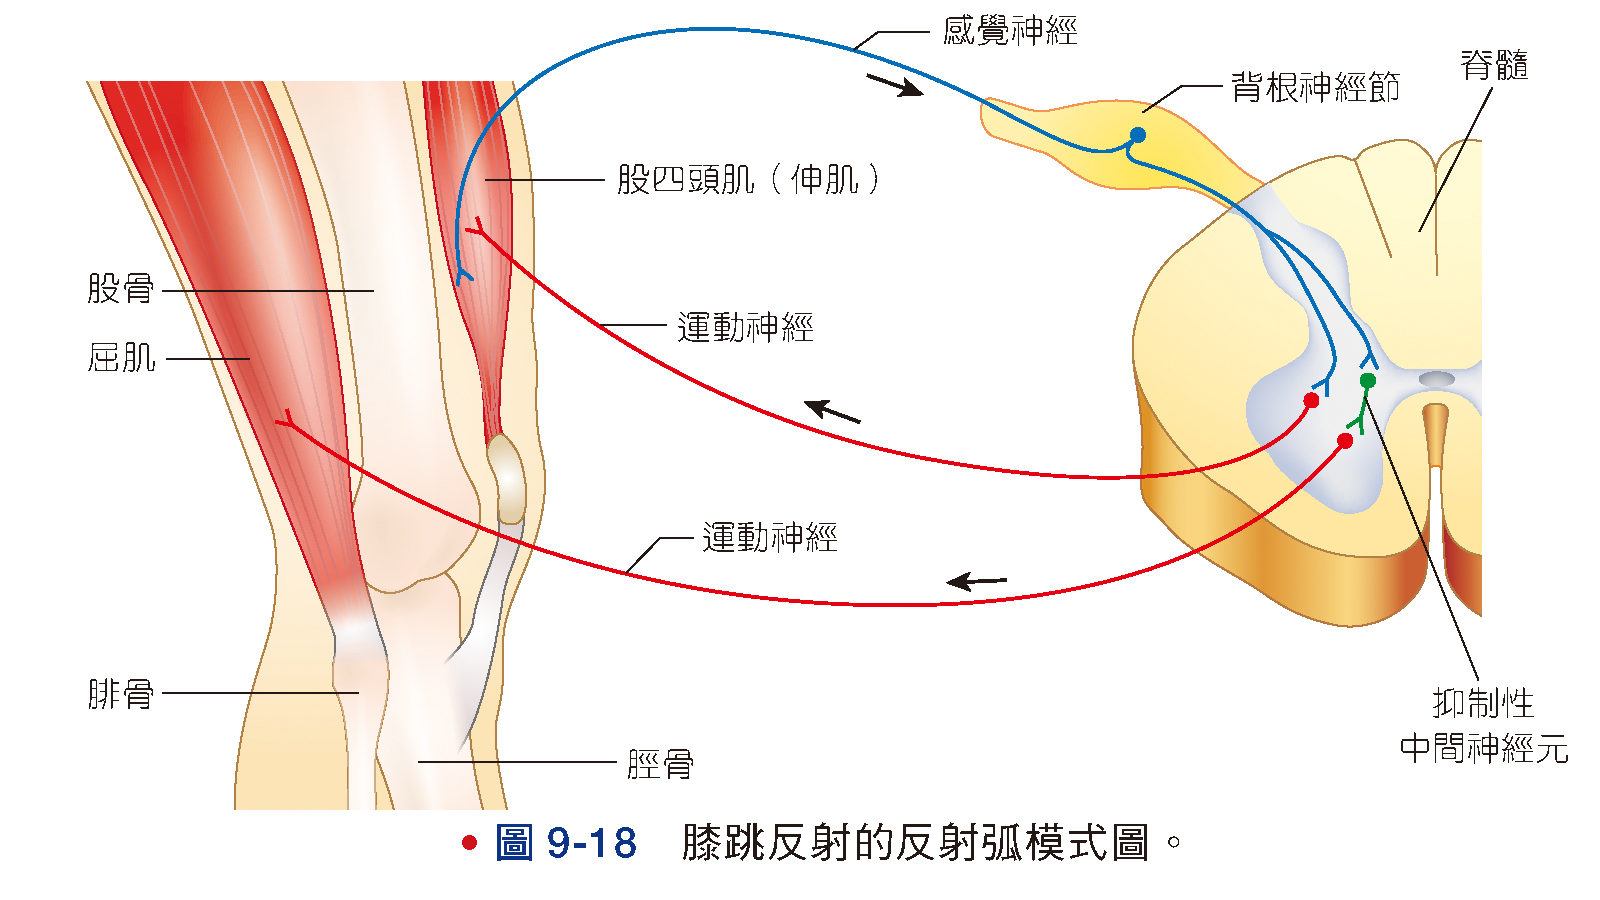 感覺神經
脊髓
背根神經節
股四頭肌（伸肌）
股骨
運動神經
屈肌
運動神經
腓骨
抑制性
中間神經元
脛骨
• 圖 9-18 膝跳反射的反射弧模式圖。